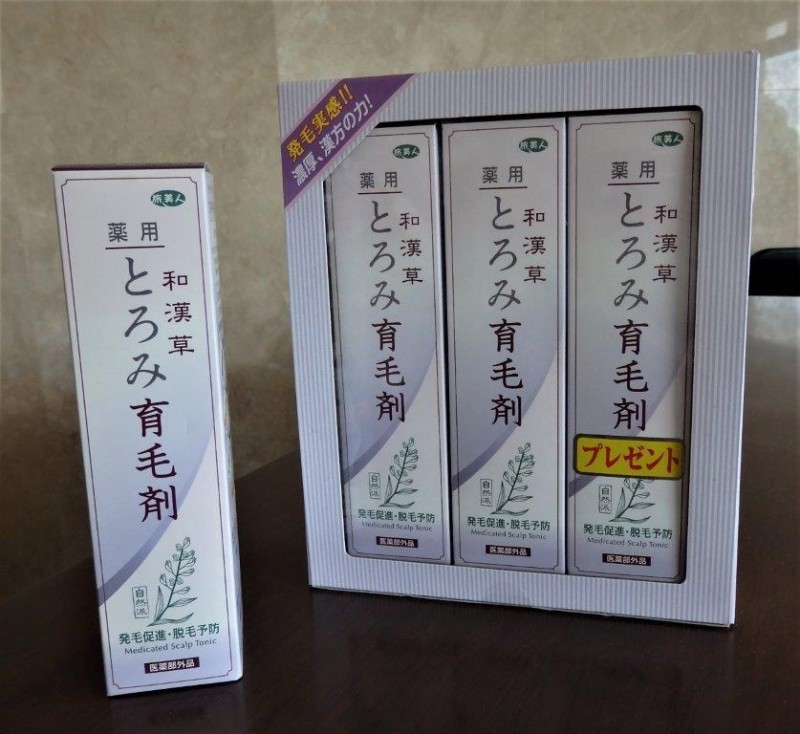 旅美人
薬用
和漢草
とろみ育毛剤
自然派
発毛促進・脱毛予防
Medicated Scalp Tonic
医薬部外品
発毛実感!!
濃厚、漢方の力!
旅美人
薬用
和漢草
とろみ育毛剤
自然派
発毛促進・脱毛予防
Medicated Scalp Tonic
医薬部外品
旅美人
薬用
和漢草
とろみ育毛剤
自然派
発毛促進・脱毛予防
Medicated Scalp Tonic
医薬部外品
旅美人
薬用
和漢草
とろみ育毛剤
プレゼント
自然派
発毛促進・脱毛予防
Medicated Scalp Tonic
医薬部外品